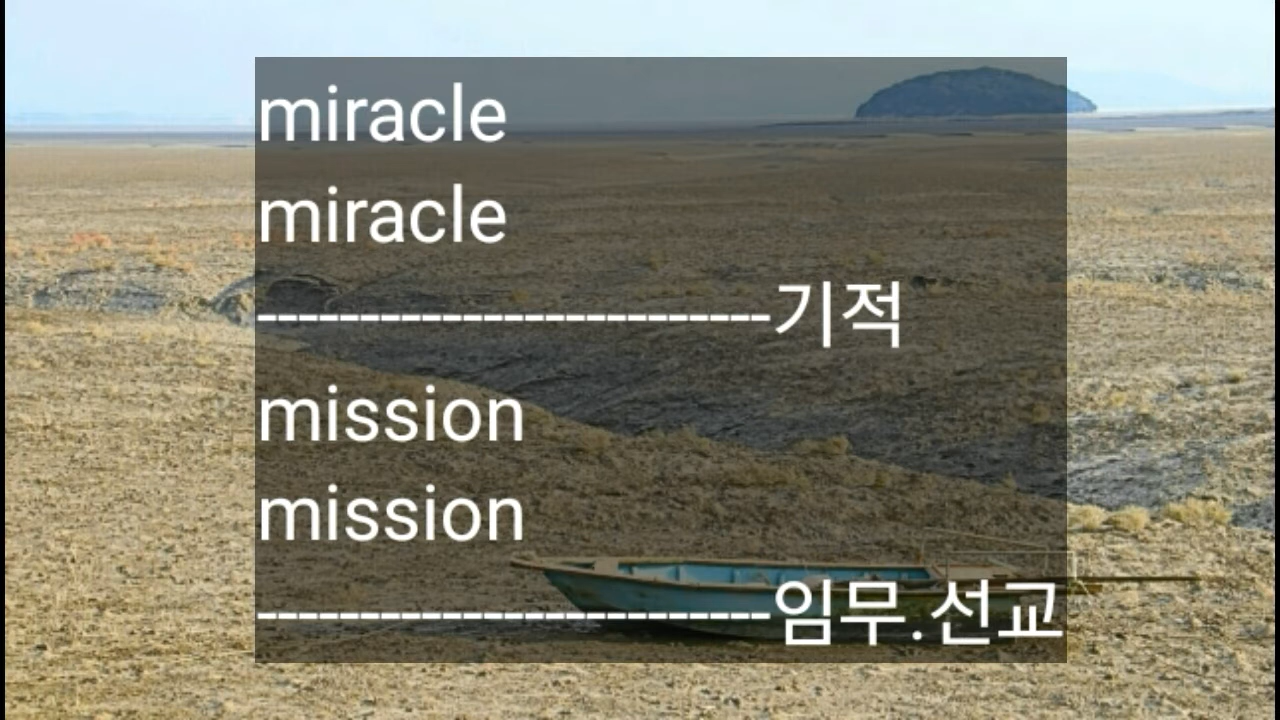 miracle
miracle
-------------------------기적
mission
mission
-------------------------임무.선교